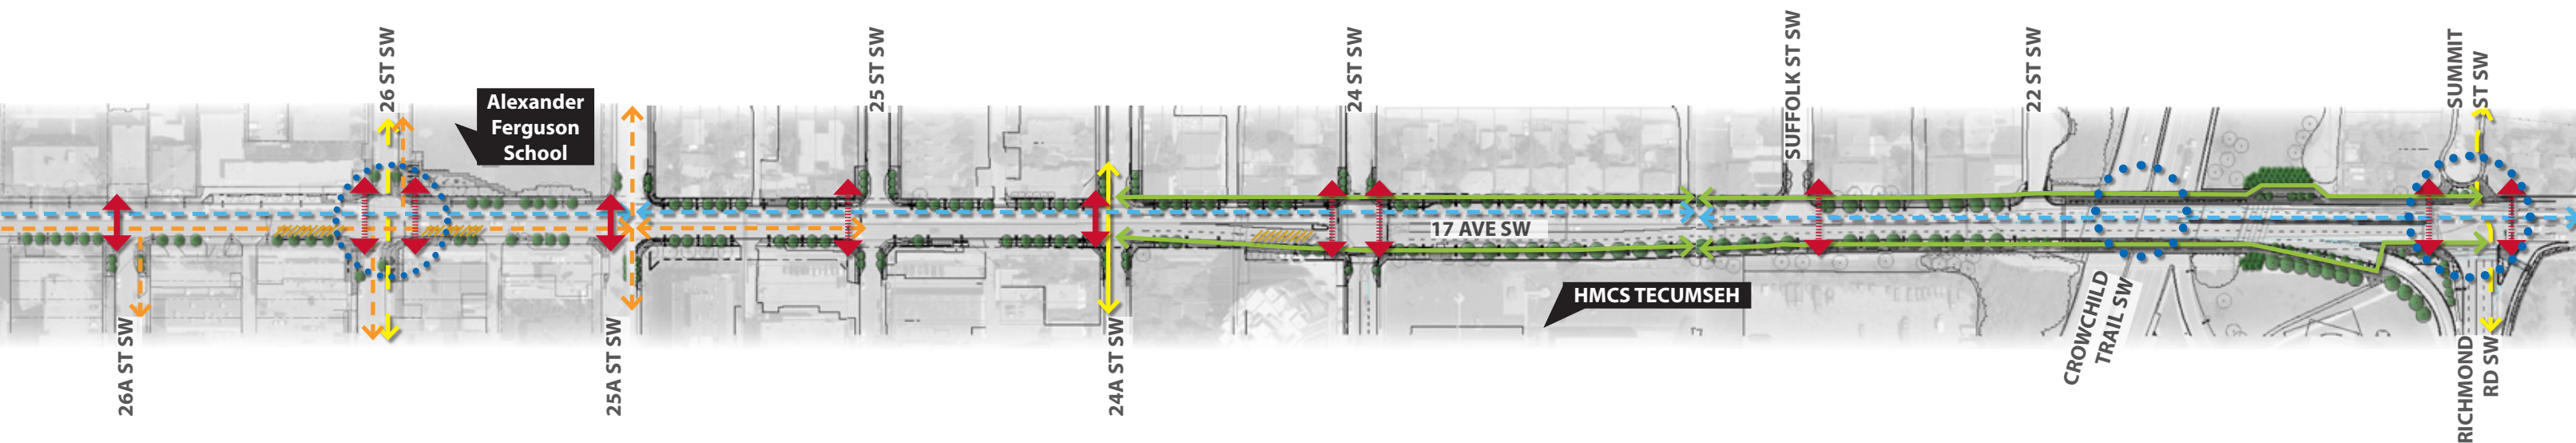 26 ST SW
Alexander
Ferguson
School
25 ST SW
24 ST SW
SUFFOLK ST SW
22 ST SW
SUMMIT
ST SW
17 AVE SW
HMCS TECUMSEH
26A ST SW
25A ST SW
24A ST SW
CROWCHILD
TRAIL SW
RICHMOND
RD SW